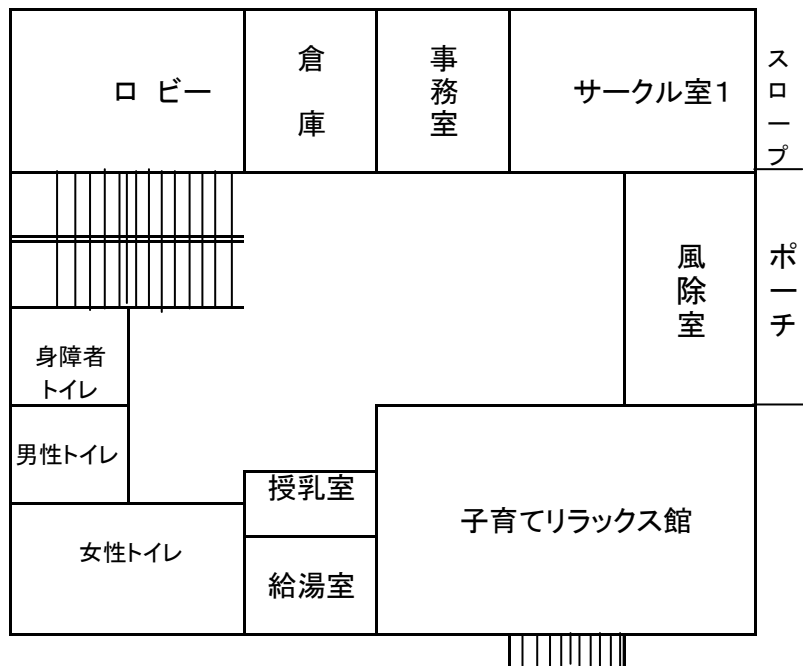 ロビー
倉庫
事務室
サークル室1
スロープ
風除室
ポーチ
身障者
トイレ
男性トイレ
授乳室
子育てリラックス館
女性トイレ
給湯室